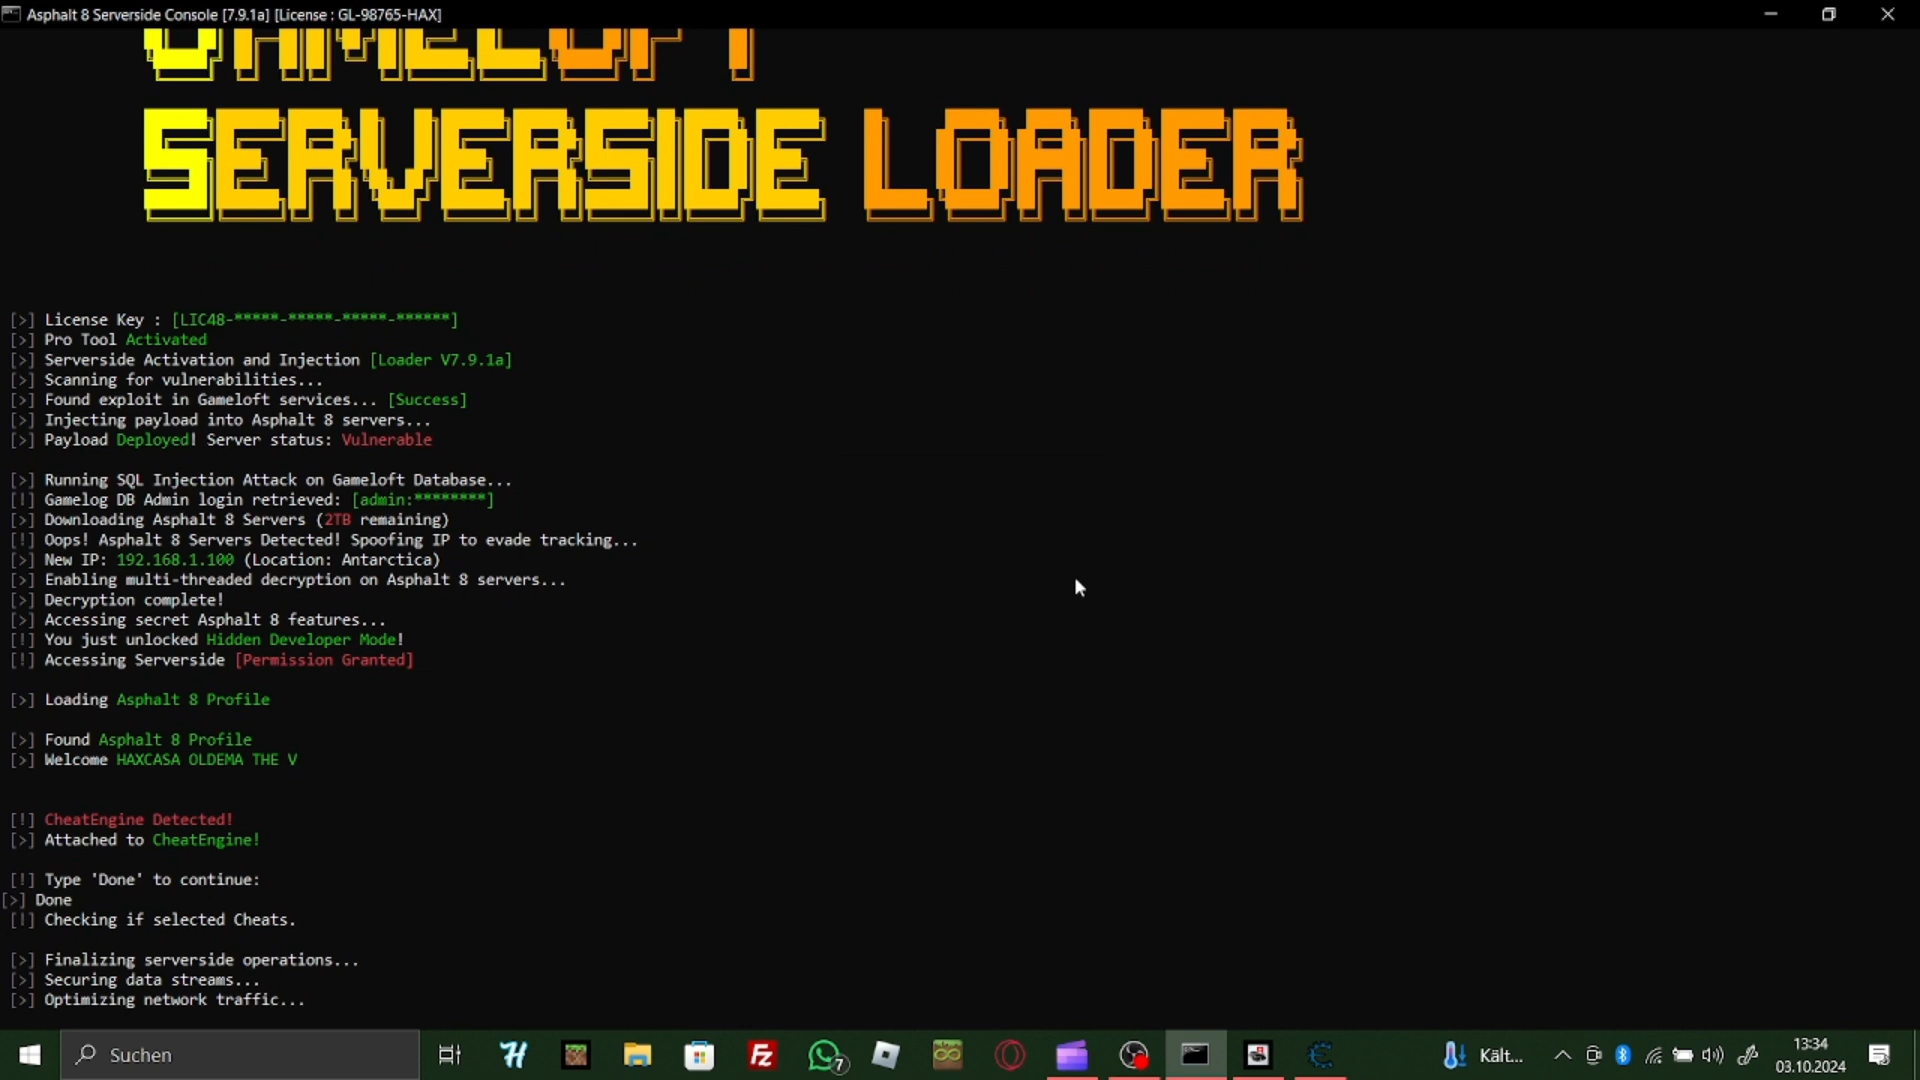 Asphalt 8 Serverside Console [7.9.1a] [License : GL-98765-HAX]
GAMELOFT
SERVERSIDE LOADER
[>] License Key : [LIC48-*****-*****-*****-******]
[>] Pro Tool Activated
[>] Serverside Activation and Injection [Loader V7.9.1a]
[>] Scanning for vulnerabilities...
[>] Found exploit in Gameloft services... [Success]
[>] Injecting payload into Asphalt 8 servers...
[>] Payload Deployed! Server status: Vulnerable
[>] Running SQL Injection Attack on Gameloft Database...
[!] Gamelog DB Admin login retrieved: [admin:********]
[>] Downloading Asphalt 8 Servers (2TB remaining)
[!] Oops! Asphalt 8 Servers Detected! Spoofing IP to evade tracking...
[>] New IP: 192.168.1.100 (Location: Antarctica)
[>] Enabling multi-threaded decryption on Asphalt 8 servers...
[>] Decryption complete!
[>] Accessing secret Asphalt 8 features...
[!] You just unlocked Hidden Developer Mode!
[!] Accessing Serverside [Permission Granted]
[>] Loading Asphalt 8 Profile
[>] Found Asphalt 8 Profile
[>] Welcome HAXCASA OLDEMA THE V
[!] CheatEngine Detected!
[>] Attached to CheatEngine!
[!] Type 'Done' to continue:
[>] Done
[!] Checking if selected Cheats.
[>] Finalizing serverside operations...
[>] Securing data streams...
[>] Optimizing network traffic...
Suchen
7
Kält...
13:34
03.10.2024